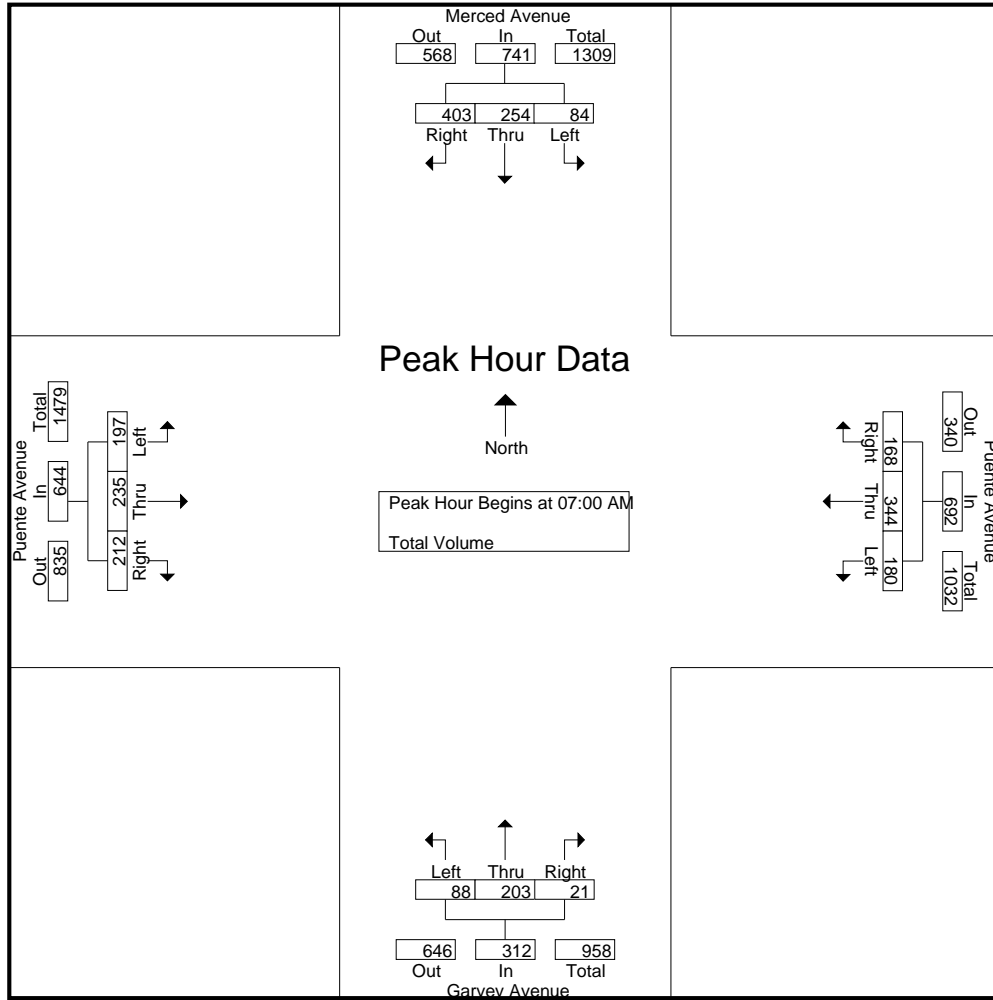 Merced Avenue
Out In Total
568 741 1309
403 254 84
Right Thru Left
Peak Hour Data
North
Peak Hour Begins at 07:00 AM
Total Volume
Puente Avenue
Out In Total
835 644 1479
212 235 197
Right Thru Left
Puente Avenue
Out In Total
340 692 1032
168 344 180
Right Thru Left
Left Thru Right
88 203 21
646 312 958
Out In Total
Garvey Avenue